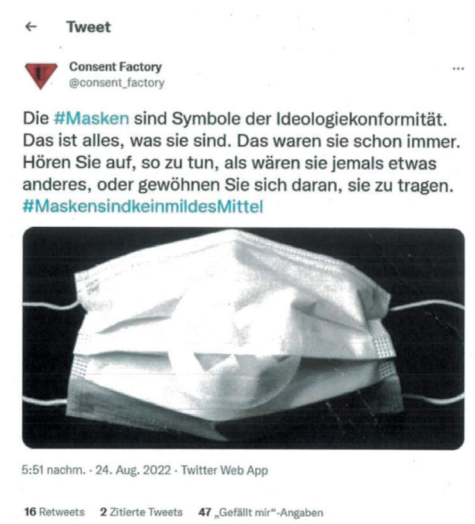 ← Tweet
Consent Factory
@consent_factory
...
Die #Masken sind Symbole der Ideologiekonformität.
Das ist alles, was sie sind. Das waren sie schon immer.
Hören Sie auf, so zu tun, als wären sie jemals etwas
anderes, oder gewöhnen Sie sich daran, sie zu tragen.
#MaskensindkeinmildesMittel
5:51 nachm. · 24. Aug. 2022 · Twitter Web App
16 Retweets 2 Zitierte Tweets 47 „Gefällt mir“-Angaben